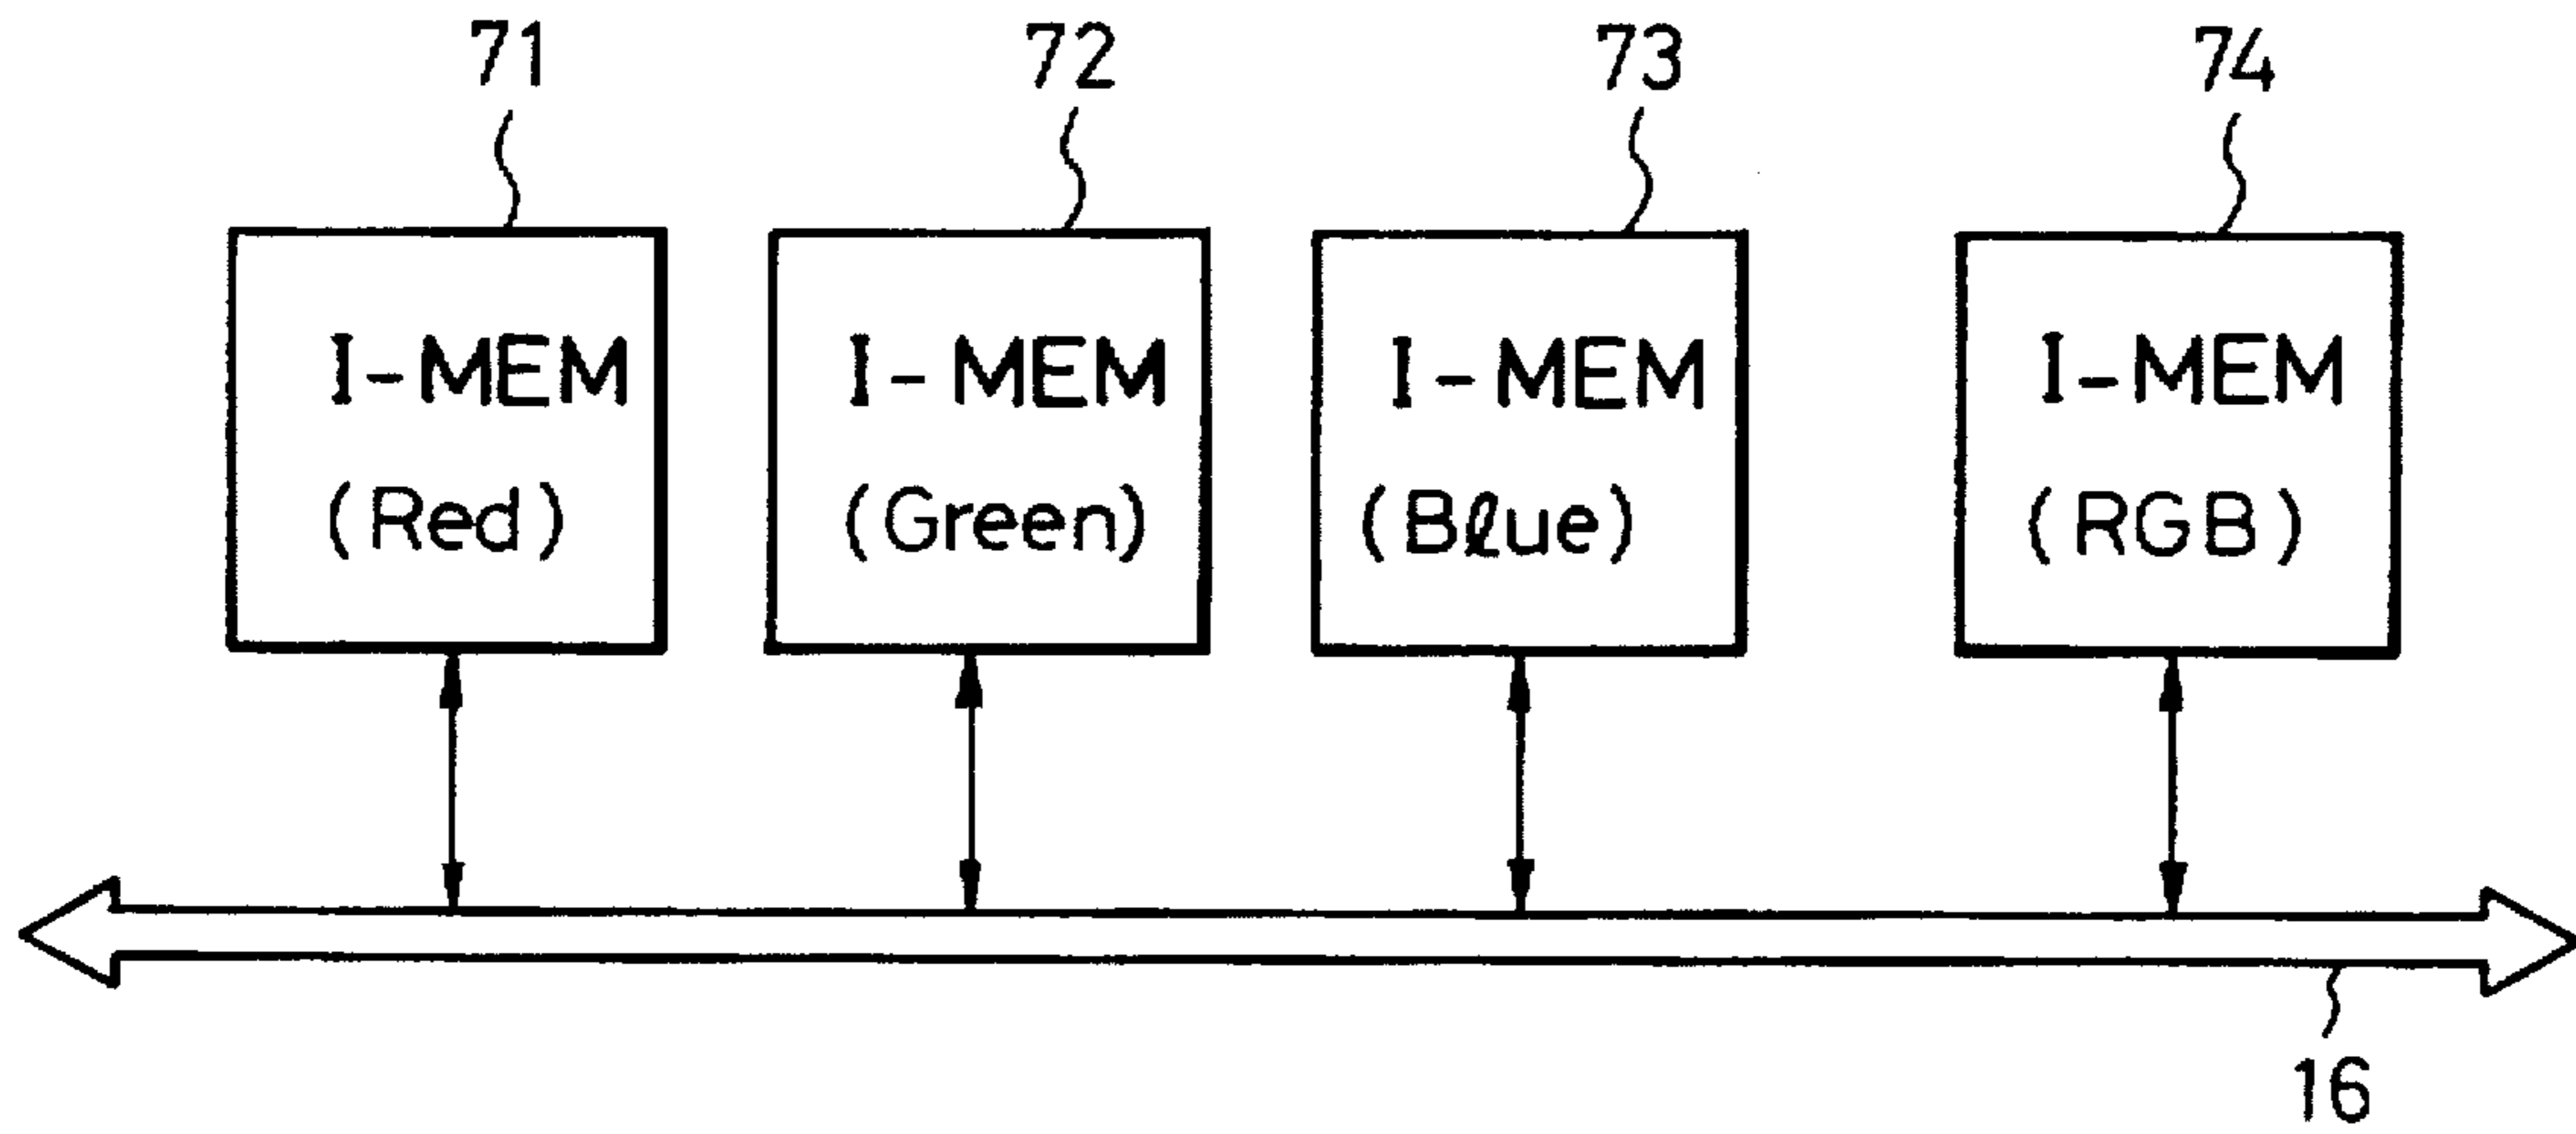 71
72
73
74
I-MEM
(Red)
I-MEM
(Green)
I-MEM
(Blue)
I-MEM
(RGB)
16